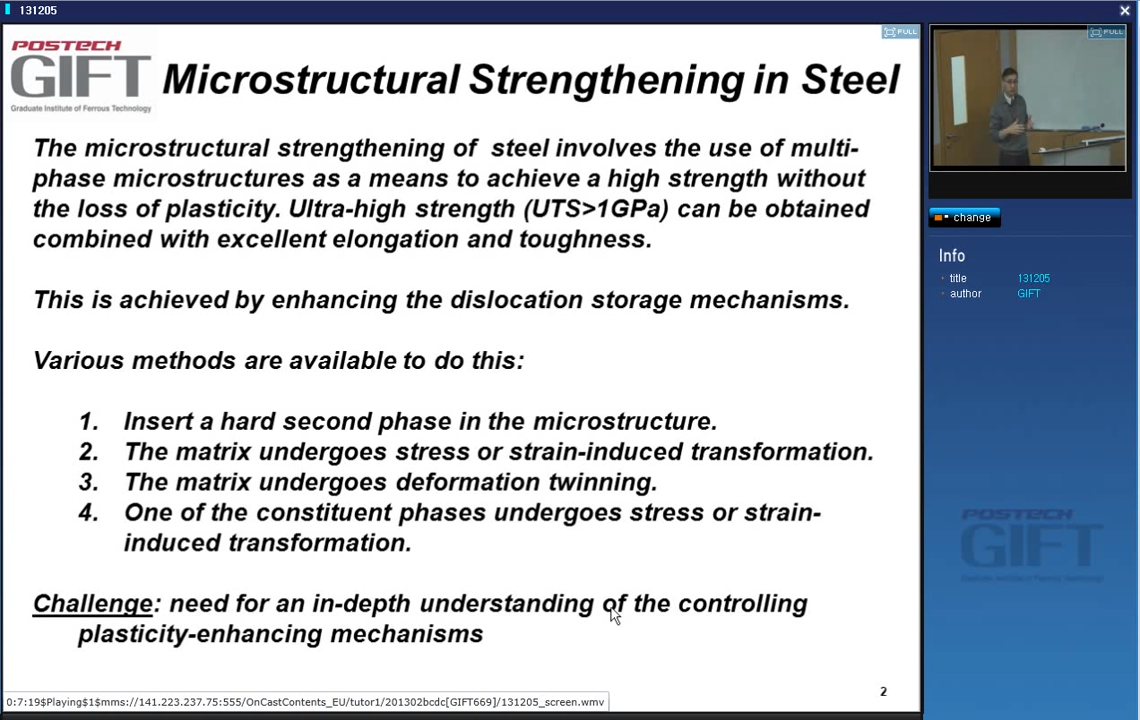 131205
FULL
FULL
POSTECH
GIFT
Graduate Institute of Ferrous Technology
Microstructural Strengthening in Steel
The microstructural strengthening of steel involves the use of multi-
phase microstructures as a means to achieve a high strength without
the loss of plasticity. Ultra-high strength (UTS>1GPa) can be obtained
combined with excellent elongation and toughness.
This is achieved by enhancing the dislocation storage mechanisms.
Various methods are available to do this:
1. Insert a hard second phase in the microstructure.
2. The matrix undergoes stress or strain-induced transformation.
3. The matrix undergoes deformation twinning.
4. One of the constituent phases undergoes stress or strain-
induced transformation.
Challenge: need for an in-depth understanding of the controlling
plasticity-enhancing mechanisms
2
0:7:19$Playing$1$mms://141.223.237.75:555/OnCastContents_EU/tutor1/201302bcdc[GIFT669]/131205_screen.wmv
change
Info
title 131205
author GIFT
POSTECH
GIFT